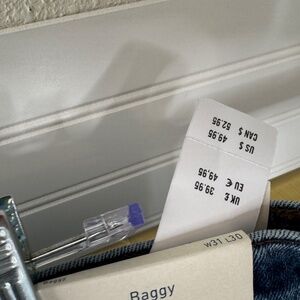 CAN $ 52.95
US $ 49.95
EU € 49.95
UK £ 39.95
W31 L30
Baggy